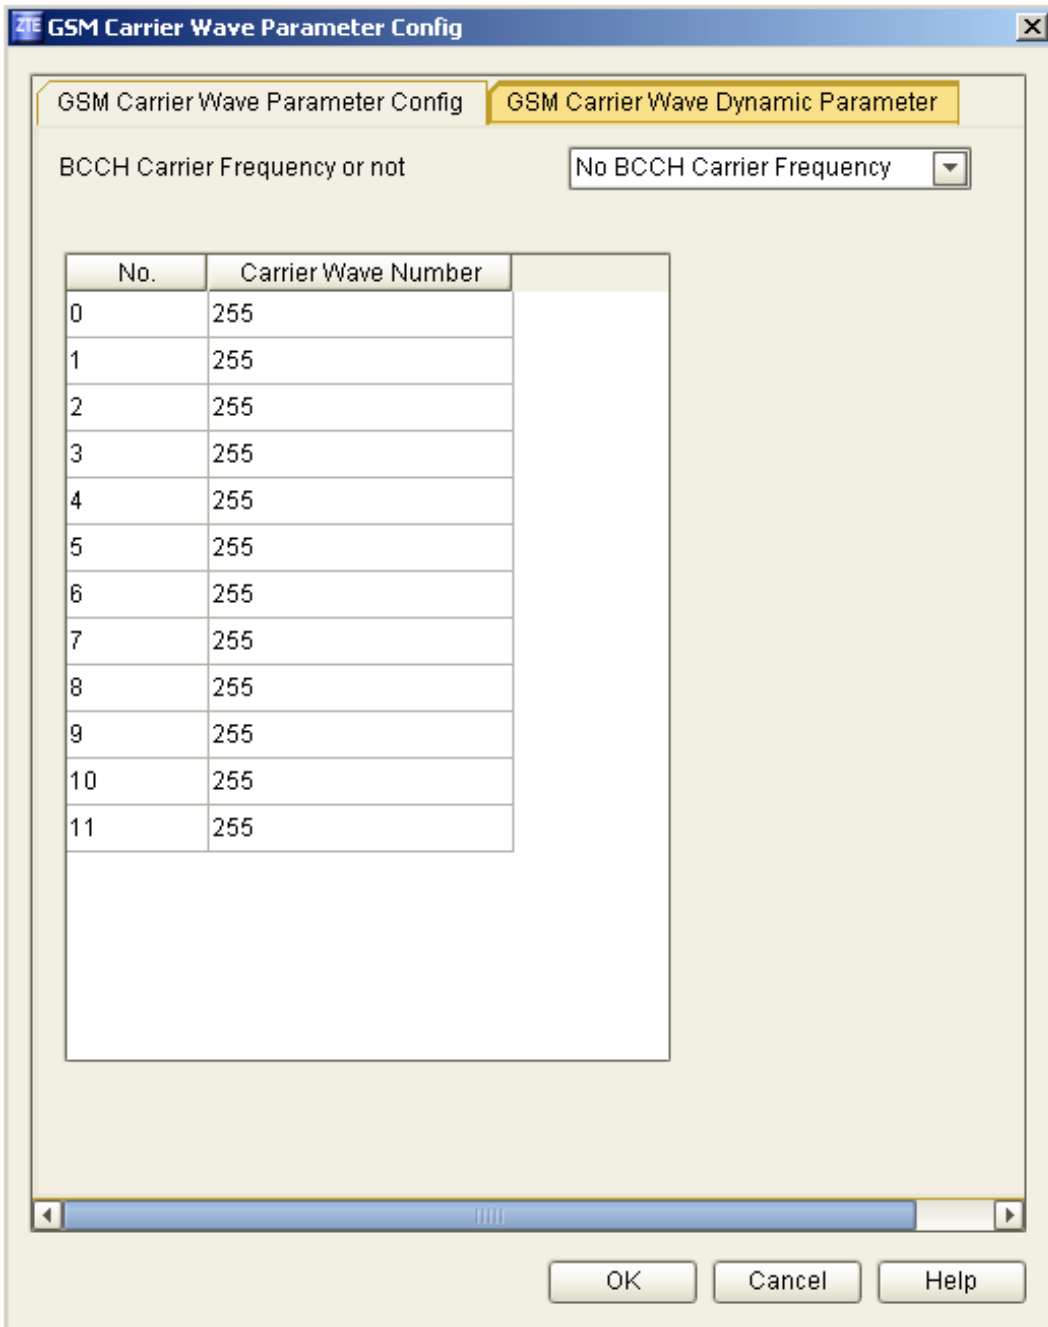 ZTE GSM Carrier Wave Parameter Config
GSM Carrier Wave Parameter Config GSM Carrier Wave Dynamic Parameter
BCCH Carrier Frequency or not No BCCH Carrier Frequency
No. Carrier Wave Number
0 255
1 255
2 255
3 255
4 255
5 255
6 255
7 255
8 255
9 255
10 255
11 255
OK Cancel Help